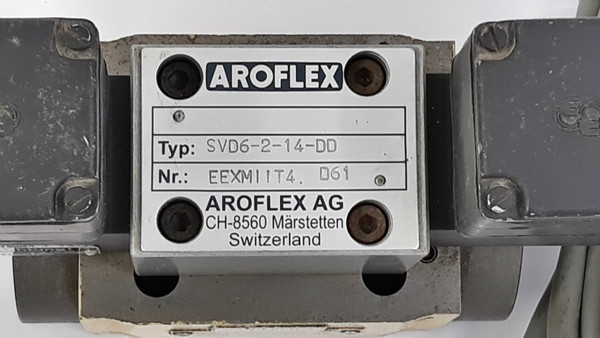 AROFLEX
Typ: SVD6-2-14-DD
Nr.: EEXMIIT4. D61
AROFLEX AG
CH-8560 Märstetten
Switzerland